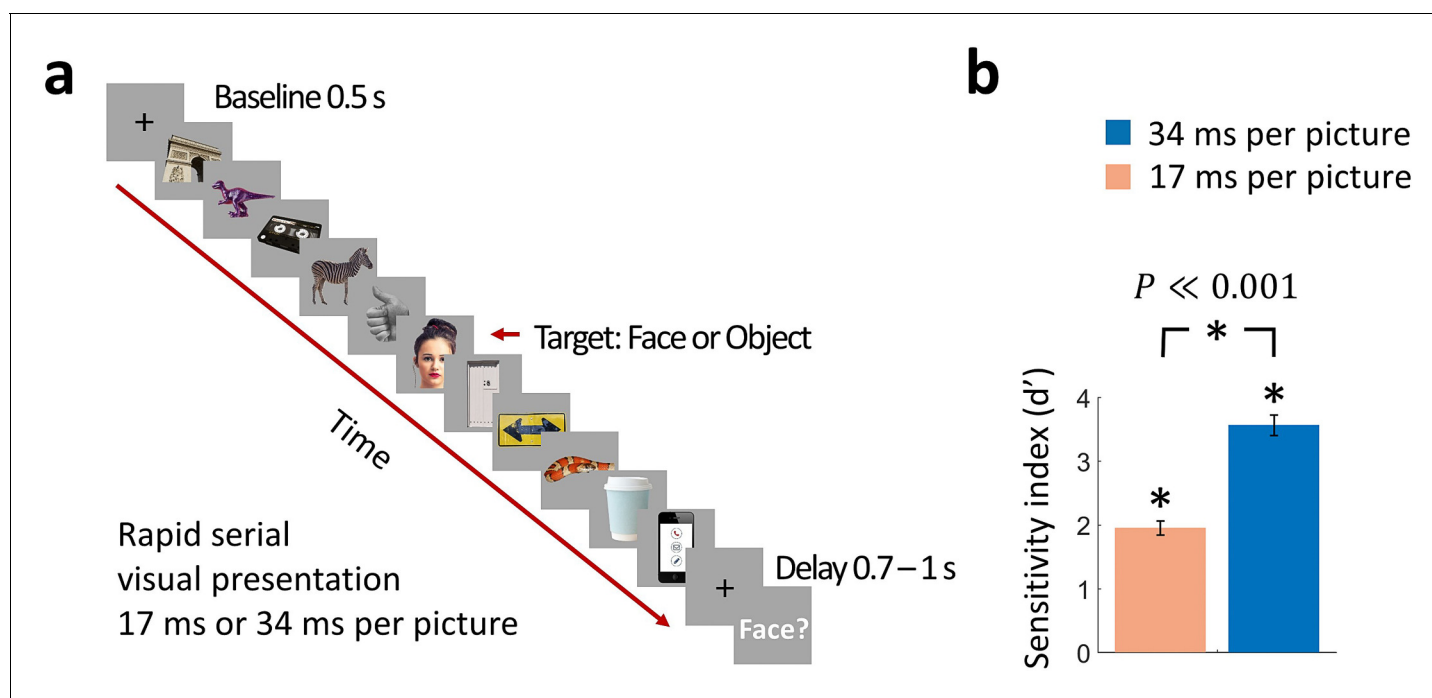 a
Baseline 0.5 s
+
Target: Face or Object
Time
Rapid serial
visual presentation
17 ms or 34 ms per picture
Delay 0.7 – 1 s
+
Face?
b
34 ms per picture
17 ms per picture
P ≪ 0.001
*
*
*
Sensitivity index (d')
4
3
2
1
0